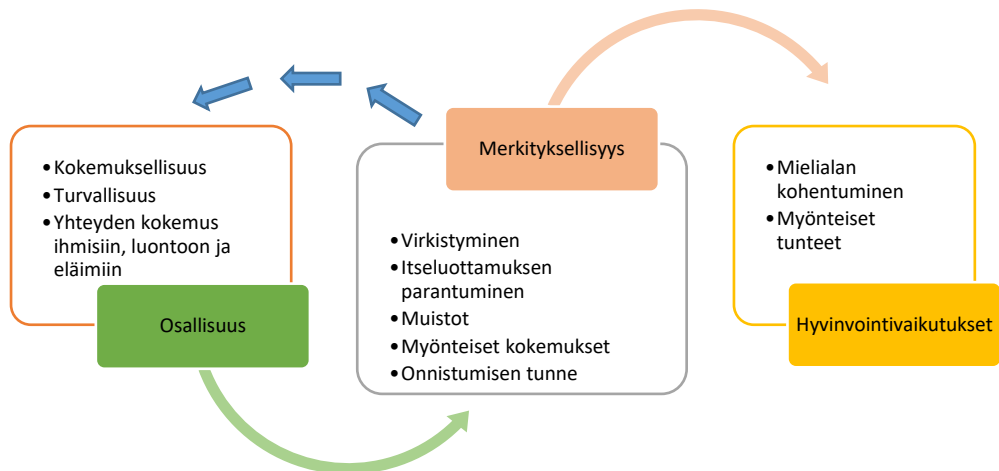 •Kokemuksellisuus
•Turvallisuus
•Yhteyden kokemus
ihmisiin, luontoon ja
eläimiin
Osallisuus
Merkityksellisyys
•Virkistyminen
•Itseluottamuksen
parantuminen
•Muistot
•Myönteiset kokemukset
•Onnistumisen tunne
•Mielialan
kohentuminen
•Myönteiset
tunteet
Hyvinvointivaikutukset